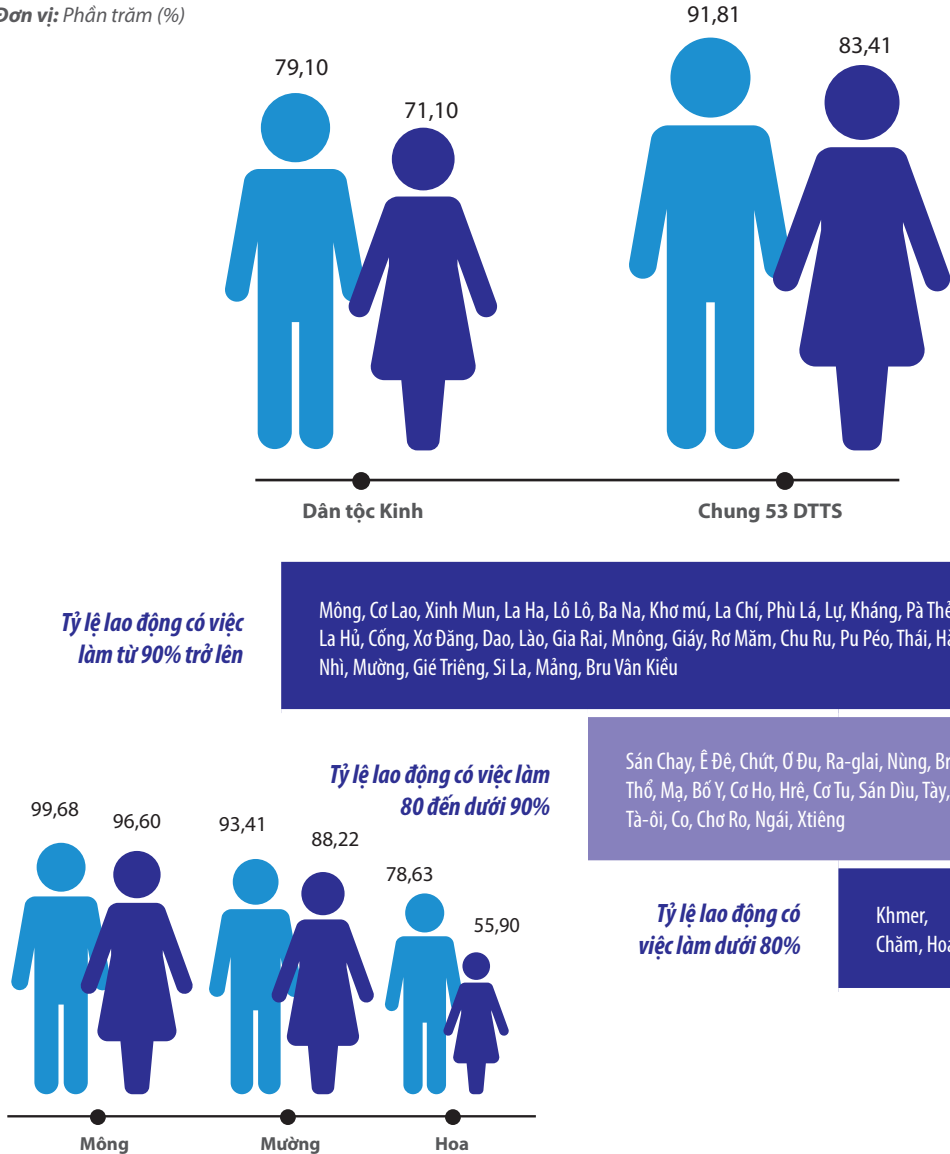 Đơn vị: Phần trăm (%)
91,81
83,41
79,10
71,10
Dân tộc Kinh
Chung 53 DTTS
Tỷ lệ lao động có việc
làm từ 90% trở lên
Mông, Cơ Lao, Xinh Mun, La Ha, Lô Lô, Ba Na, Khơ mú, La Chí, Phù Lá, Lự, Kháng, Pà Thẻ
La Hủ, Cống, Xơ Đăng, Dao, Lào, Gia Rai, Mnông, Giáy, Rơ Măm, Chu Ru, Pu Péo, Thái, Hà
Nhì, Mường, Gié Triêng, Si La, Mảng, Bru Vân Kiều
Tỷ lệ lao động có việc làm
80 đến dưới 90%
Sán Chay, Ê Đê, Chứt, Ơ Đu, Ra-glai, Nùng, Br
Thổ, Mạ, Bố Y, Cơ Ho, Hrê, Cơ Tu, Sán Dìu, Tày,
Tà-ôi, Co, Chơ Ro, Ngái, Xtiêng
Tỷ lệ lao động có
việc làm dưới 80%
Khmer,
Chăm, Hoa
99,68
96,60
93,41
88,22
78,63
55,90
Mông
Mường
Hoa